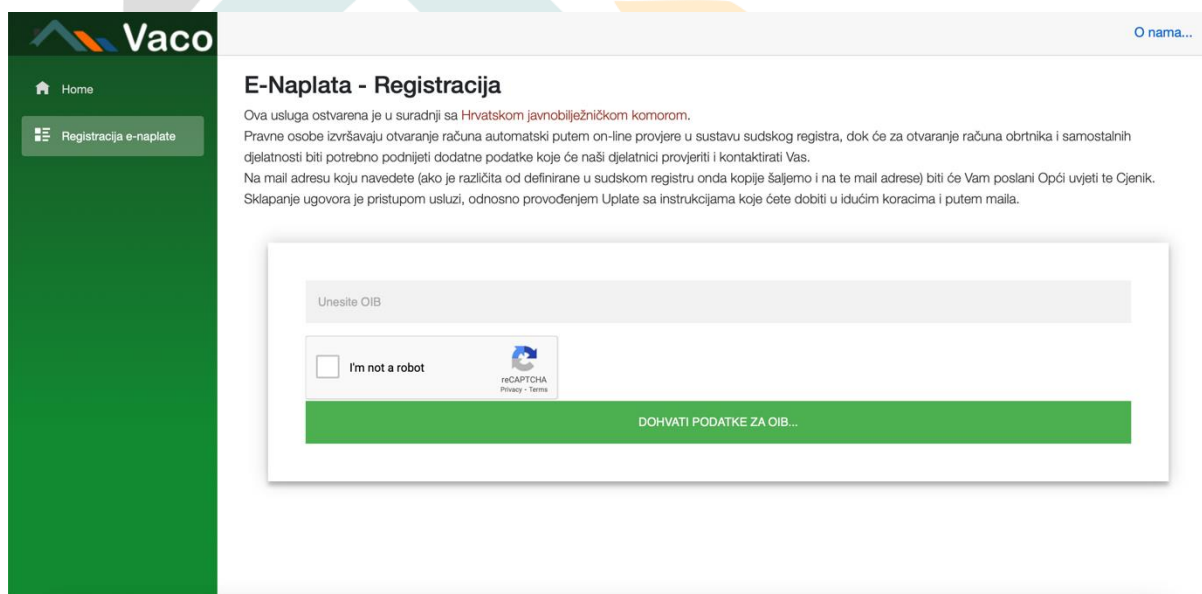 Vaco
O nama...
Home
Registracija e-naplate
E-Naplata - Registracija
Ova usluga ostvarena je u suradnji sa Hrvatskom javnobilježničkom komorom.
Pravne osobe izvršavaju otvaranje računa automatski putem on-line provjere u sustavu sudskog registra, dok će za otvaranje računa obrtnika i samostalnih
djelatnosti biti potrebno podnijeti dodatne podatke koje će naši djelatnici provjeriti i kontaktirati Vas.
Na mail adresu koju navedete (ako je različita od definirane u sudskom registru onda kopije šaljemo i na te mail adrese) biti će Vam poslani Opći uvjeti te Cjenik.
Sklapanje ugovora je pristupom usluzi, odnosno provođenjem Uplate sa instrukcijama koje ćete dobiti u idućim koracima i putem maila.
Unesite OIB
I'm not a robot
reCAPTCHA
Privacy - Terms
DOHVATI PODATKE ZA OIB...